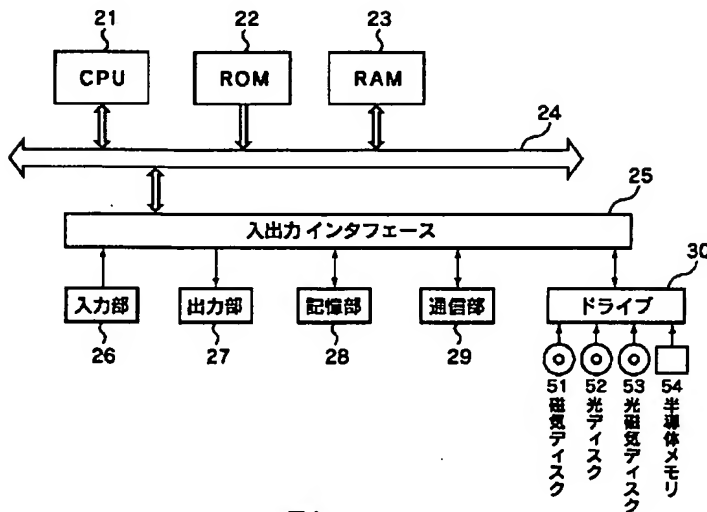 21 22 23
CPU ROM RAM
24
25
入出力 インタフェース
30
入力部 出力部 記憶部 通信部 ドライブ
26 27 28 29
51 52 53 54
磁気ディスク
光ディスク
光磁気ディスク
半導体メモリ